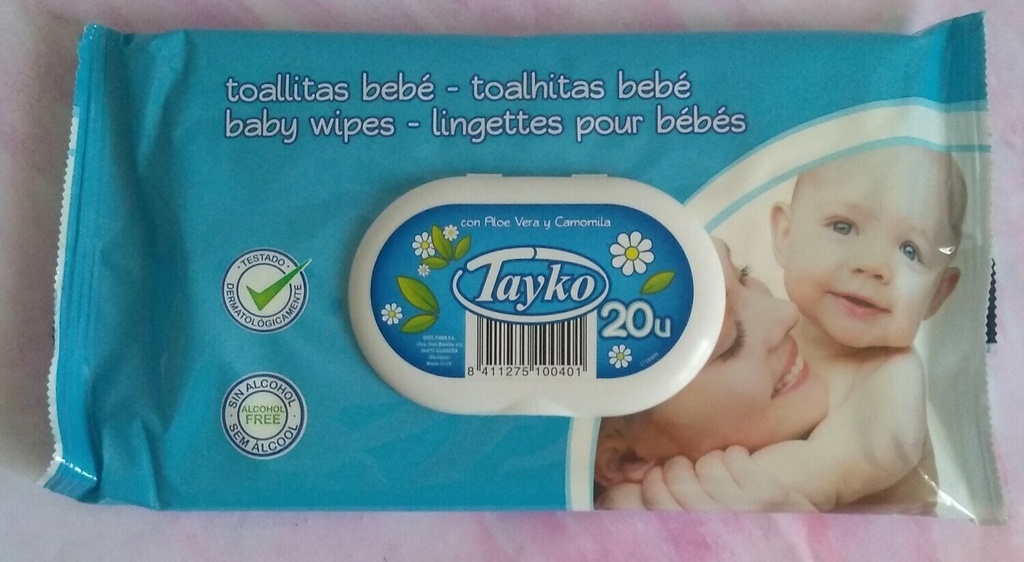 toallitas bebé - toalhitas bebé
baby wipes - lingettes pour bébés
con Aloe Vera y Camomila
Tayko
20u
8 411275 100401
TESTADO
DERMATOLÓGICAMENTE
SIN ALCOHOL
ALCOHOL
FREE
SEM ÁLCOOL